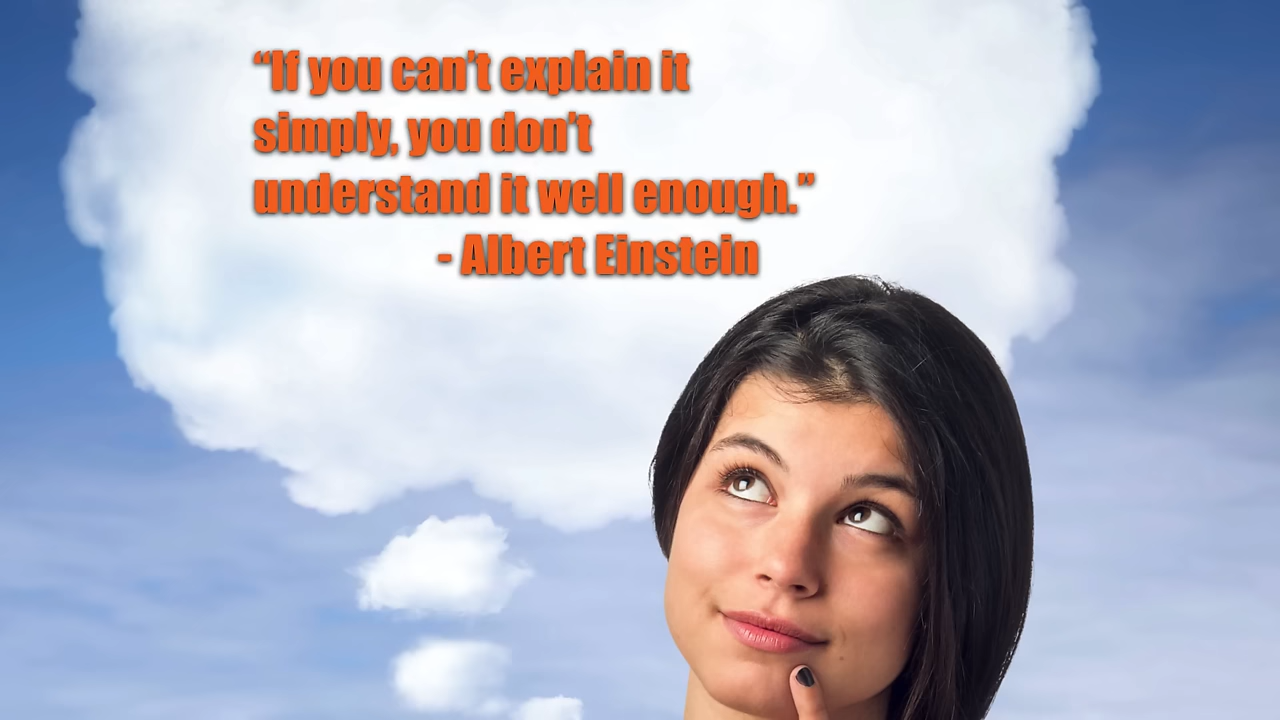 “If you can’t explain it
simply, you don’t
understand it well enough.”
- Albert Einstein